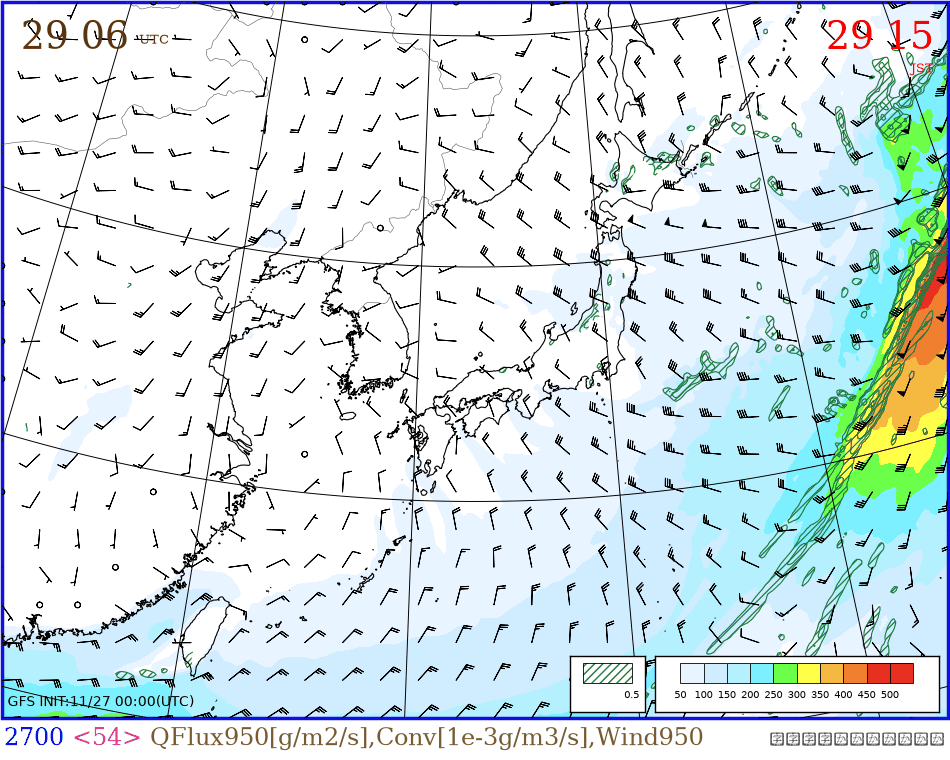 29 06 UTC
29 15
JST
0.5
50 100 150 200 250 300 350 400 450 500
GFS INIT:11/27 00:00(UTC)
2700 <54> QFlux950[g/m2/s],Conv[1e-3g/m3/s],Wind950